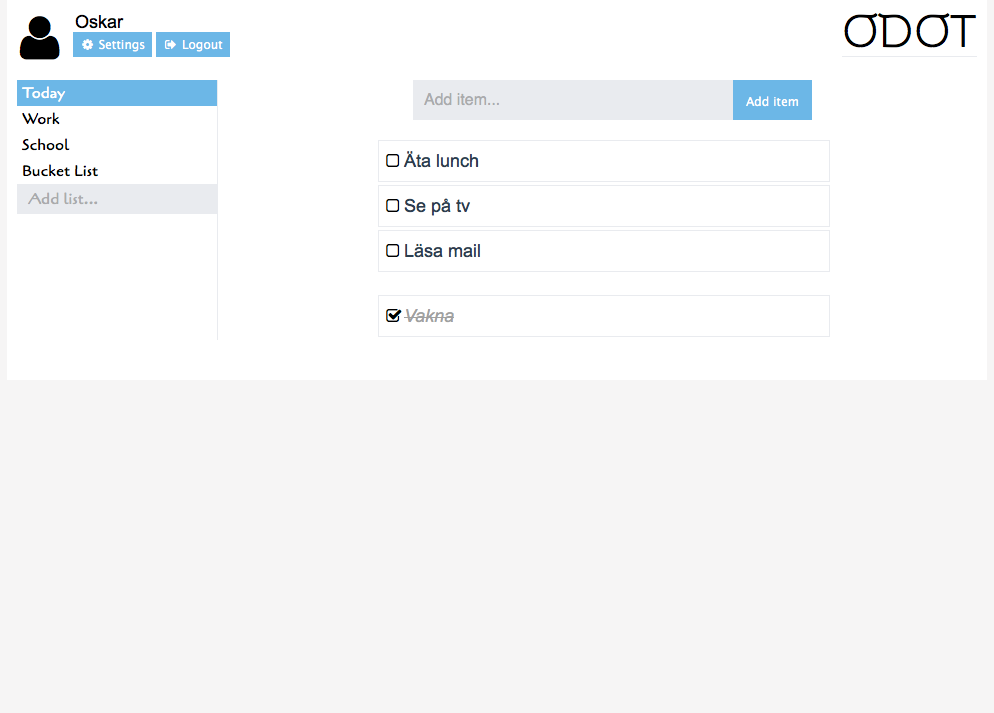 Oskar
Settings
Logout
ODOT
Today
Work
School
Bucket List
Add list...
Add item...
Add item
Äta lunch
Se på tv
Läsa mail
Vakna